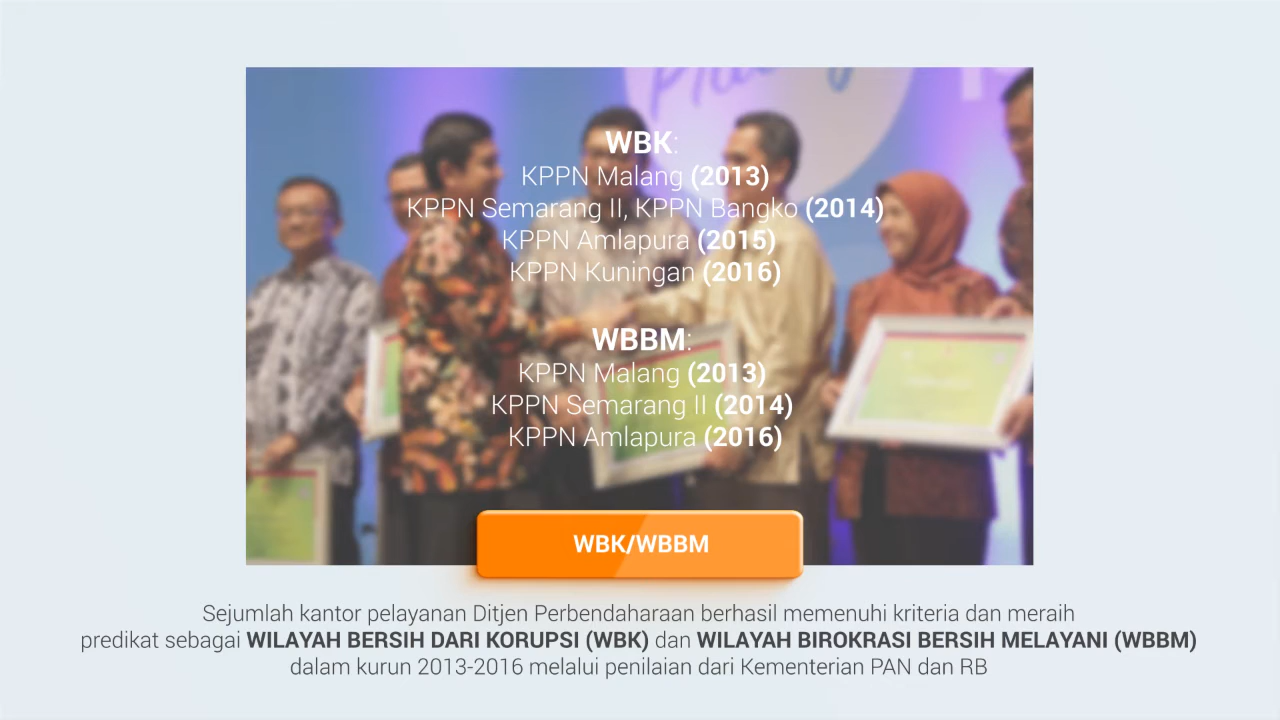 WBK:
KPPN Malang (2013)
KPPN Semarang II, KPPN Bangko (2014)
KPPN Amlapura (2015)
KPPN Kuningan (2016)
WBBM:
KPPN Malang (2013)
KPPN Semarang II (2014)
KPPN Amlapura (2016)
WBK/WBBM
Sejumlah kantor pelayanan Ditjen Perbendaharaan berhasil memenuhi kriteria dan meraih
predikat sebagai WILAYAH BERSIH DARI KORUPSI (WBK) dan WILAYAH BIROKRASI BERSIH MELAYANI (WBBM)
dalam kurun 2013-2016 melalui penilaian dari Kementerian PAN dan RB